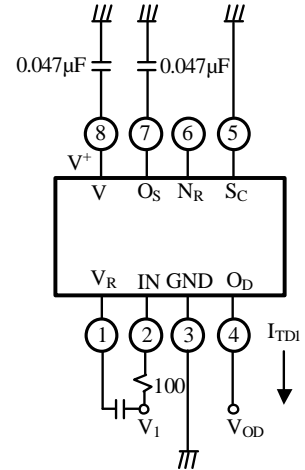 0.047μF 0.047μF
8 7 6 5
V⁺
V O_S N_R S_C
V_R IN GND O_D
1 2 3 4 I_TD1
100
V_1 V_OD